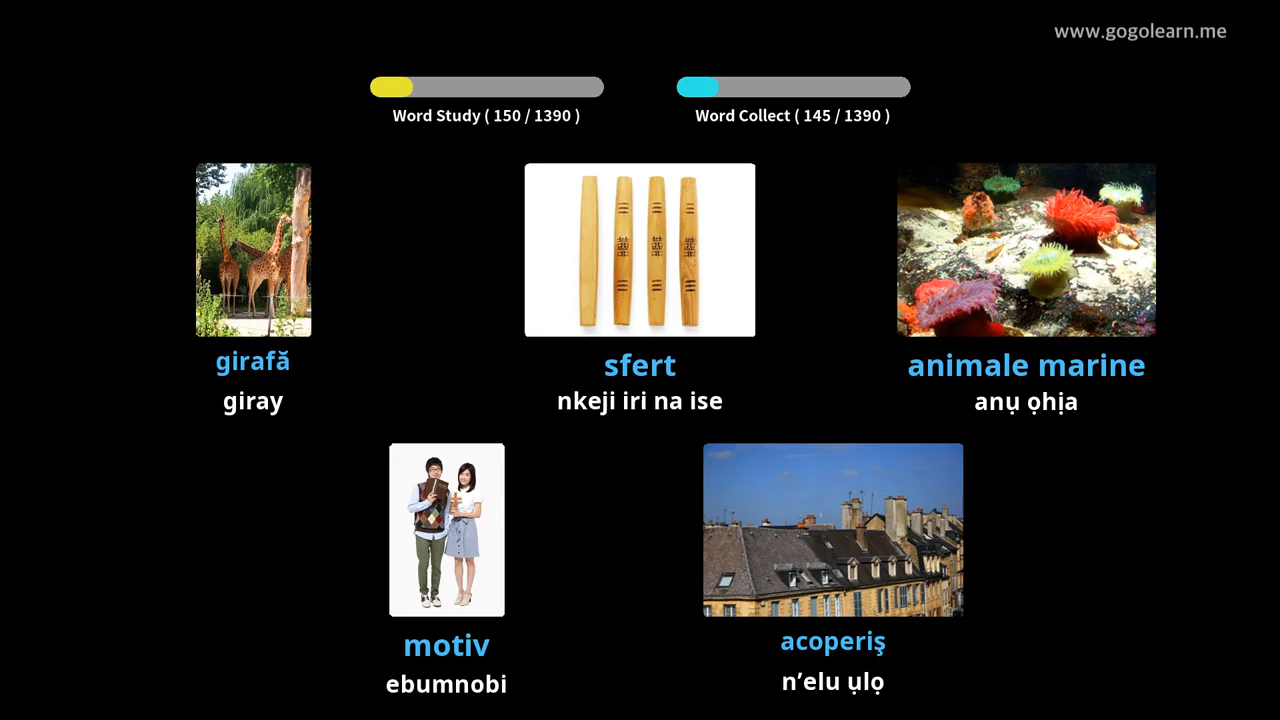 www.gogolearn.me
Word Study ( 150 / 1390 )
Word Collect ( 145 / 1390 )
girafă
giray
sfert
nkeji iri na ise
animale marine
anụ ọhịa
motiv
ebumnobi
acoperiş
n’elu ụlọ